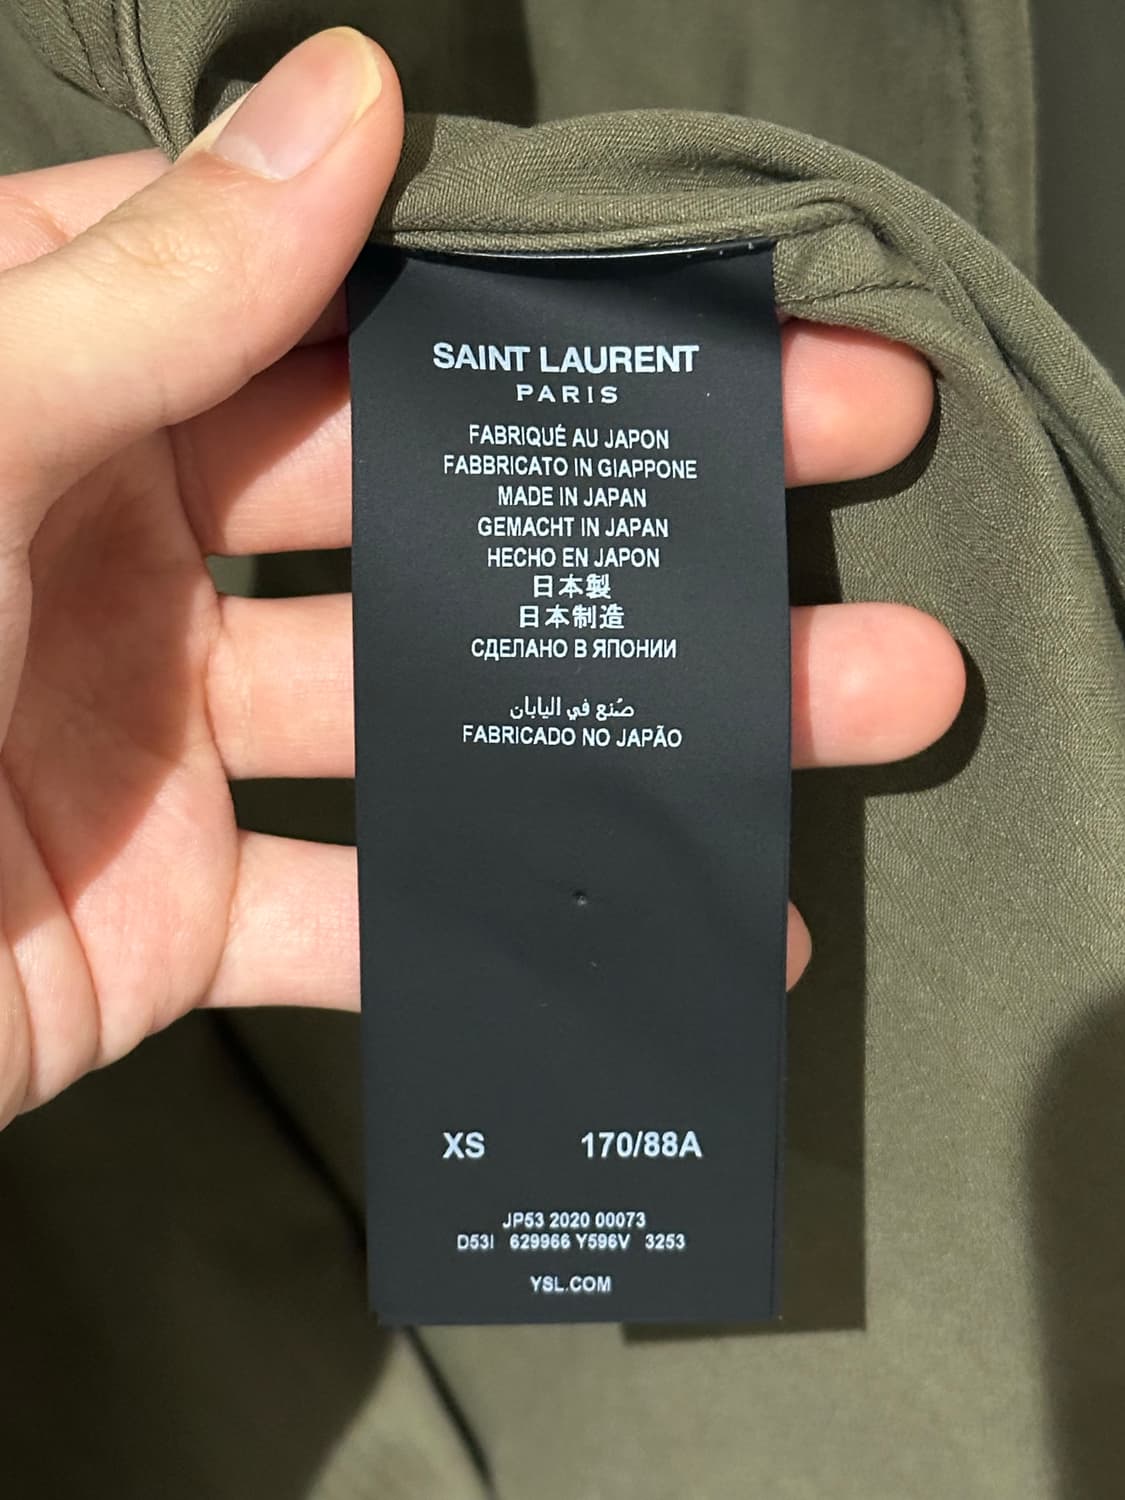 SAINT LAURENT
PARIS
FABRIQUÉ AU JAPON
FABBRICATO IN GIAPPONE
MADE IN JAPAN
GEMACHT IN JAPAN
HECHO EN JAPON
日本製
日本制造
СДЕЛАНО В ЯПОНИИ
صُنع في اليابان
FABRICADO NO JAPÃO
XS 170/88A
JP53 2020 00073
D53I 629966 Y596V 3253
YSL.COM